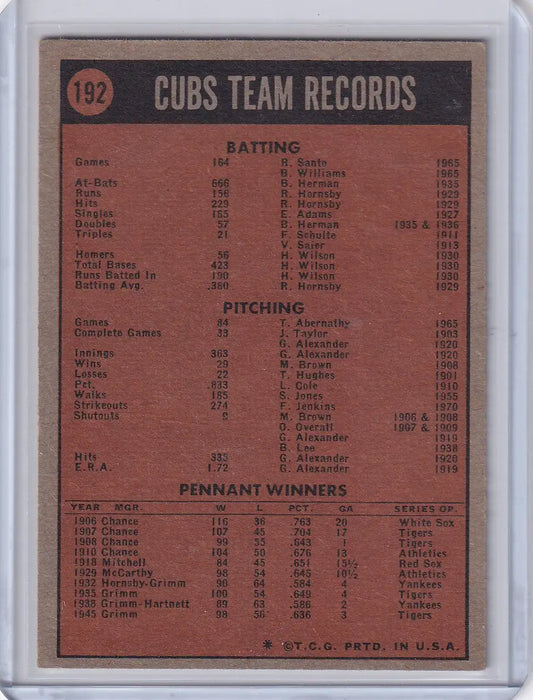 192 CUBS TEAM RECORDS
BATTING
Games 164 R. Santo 1965
B. Williams 1965
At-Bats 666 B. Herman 1935
Runs 156 R. Hornsby 1929
Hits 229 R. Hornsby 1929
Singles 165 E. Adams 1927
Doubles 57 B. Herman 1935 & 1936
Triples 21 F. Schulte 1911
V. Saier 1913
Homers 56 H. Wilson 1930
Total Bases 423 H. Wilson 1930
Runs Batted In 190 H. Wilson 1930
Batting Avg. .380 R. Hornsby 1929
PITCHING
Games 84 T. Abernathy 1965
Complete Games 33 J. Taylor 1903
G. Alexander 1920
Innings 363 G. Alexander 1920
Wins 29 M. Brown 1908
Losses 22 T. Hughes 1901
Pct. .833 L. Cole 1910
Walks 185 S. Jones 1955
Strikeouts 274 F. Jenkins 1970
Shutouts 9 M. Brown 1906 & 1908
O. Overall 1907 & 1909
G. Alexander 1919
B. Lee 1938
Hits 335 G. Alexander 1920
E.R.A. 1.72 G. Alexander 1919
PENNANT WINNERS
YEAR MGR. W L PCT. GA SERIES OP.
1906 Chance 116 36 .763 20 White Sox
1907 Chance 107 45 .704 17 Tigers
1908 Chance 99 55 .643 1 Tigers
1910 Chance 104 50 .676 13 Athletics
1918 Mitchell 84 45 .651 15½ Red Sox
1929 McCarthy 98 54 .645 10½ Athletics
1932 Hornsby-Grimm 90 64 .584 4 Yankees
1935 Grimm 100 54 .649 4 Tigers
1938 Grimm-Hartnett 89 63 .586 2 Yankees
1945 Grimm 98 56 .636 3 Tigers
* ©T.C.G. PRTD. IN U.S.A.